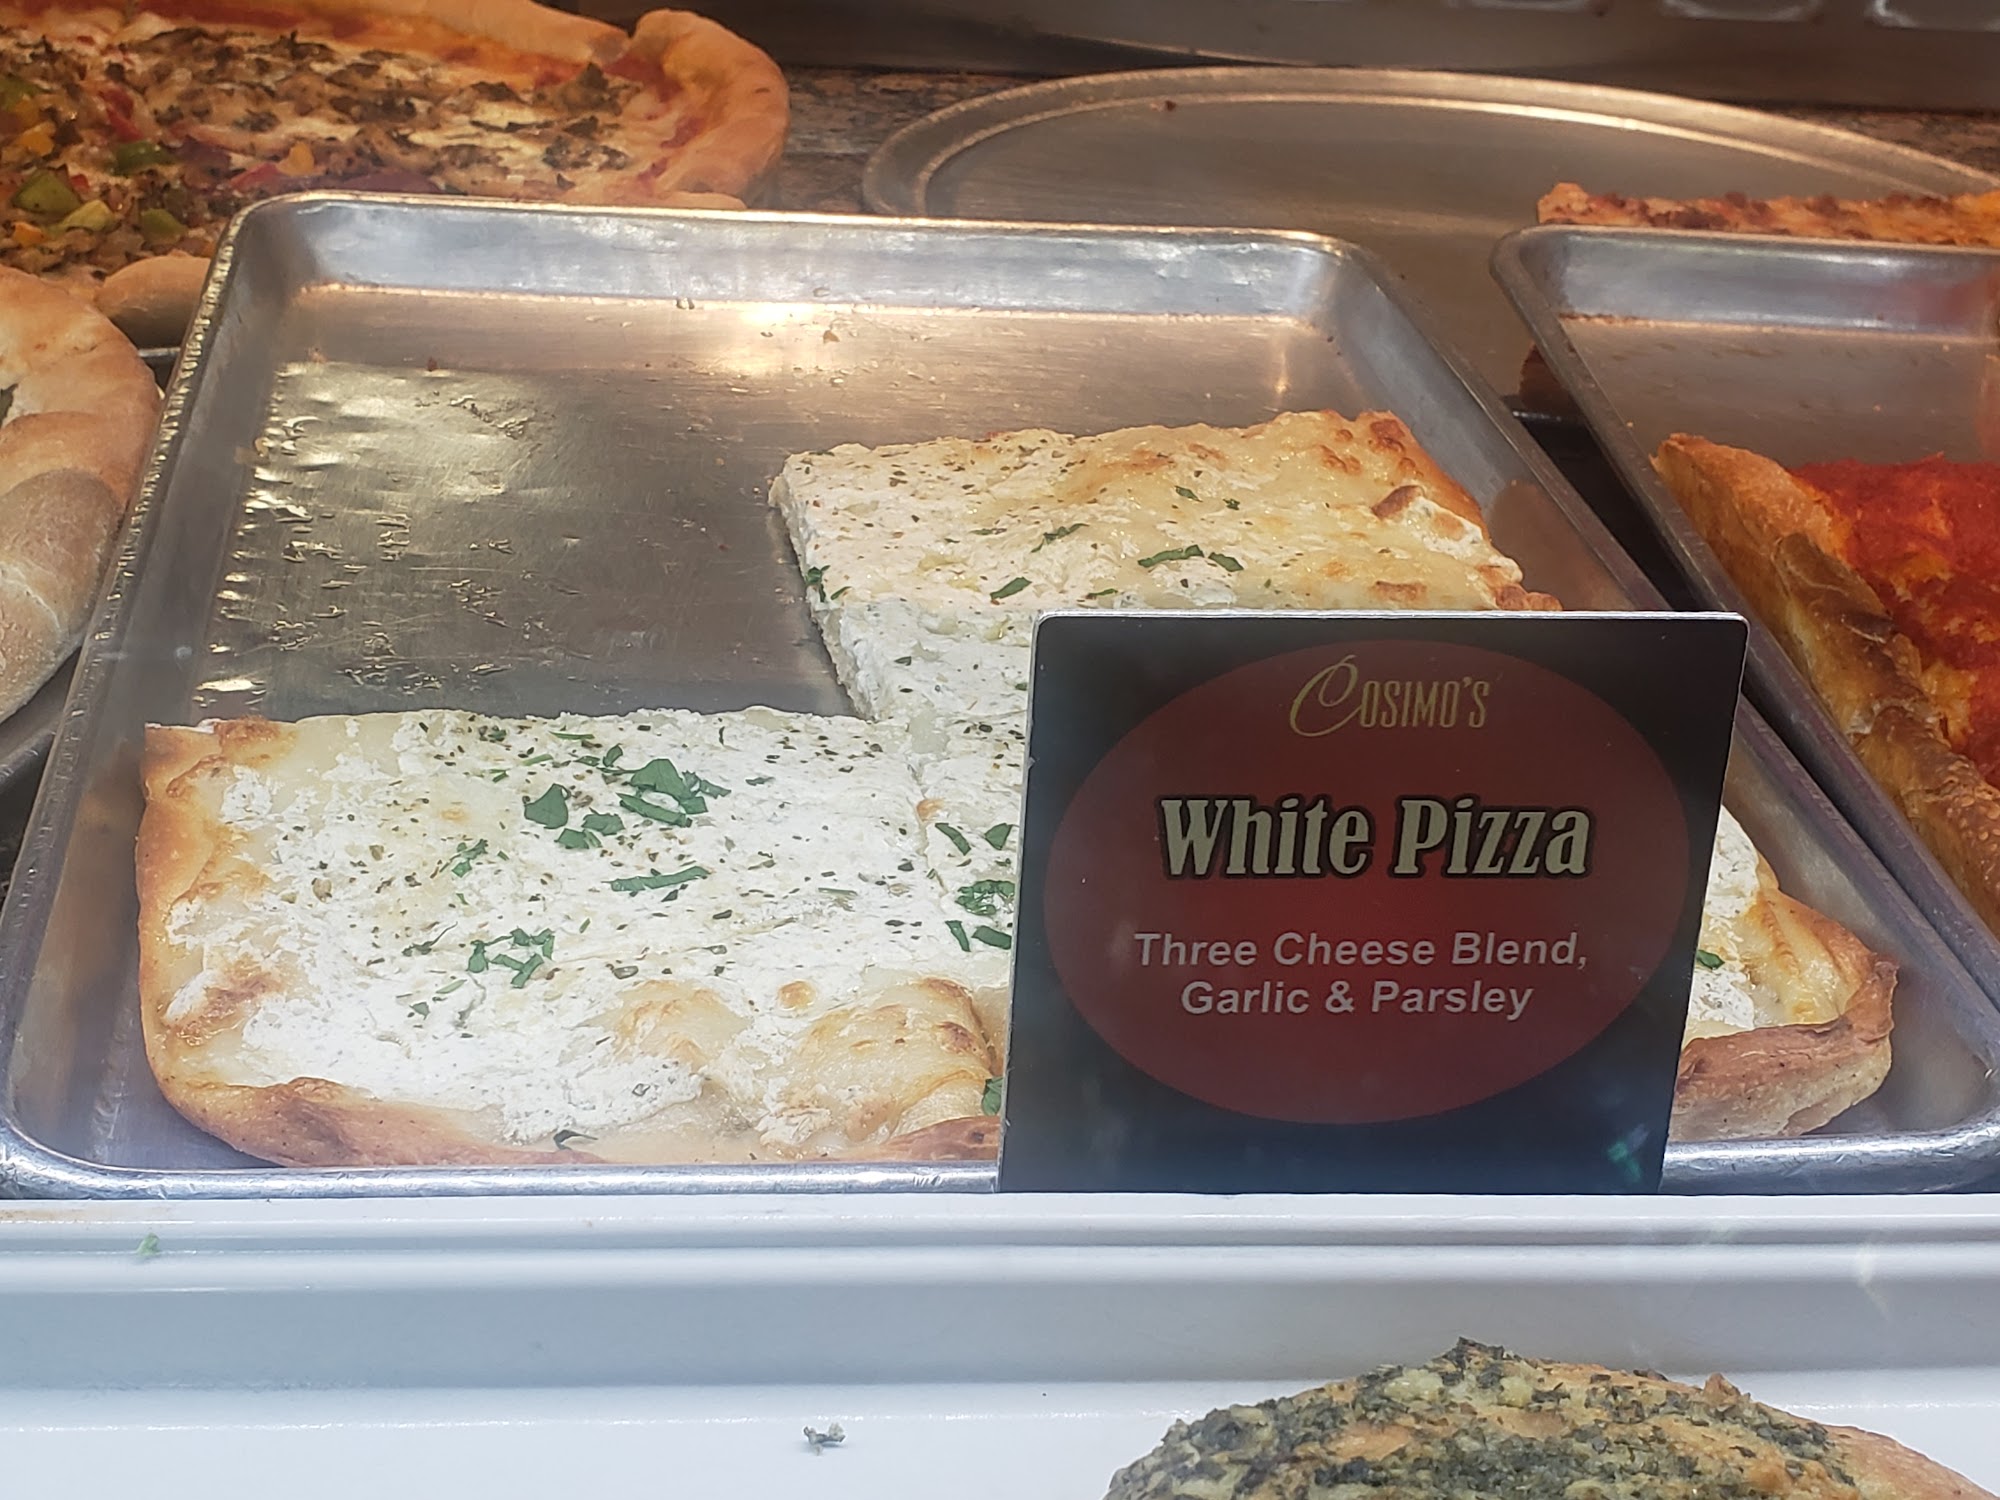 COSIMO'S
White Pizza
Three Cheese Blend,
Garlic & Parsley